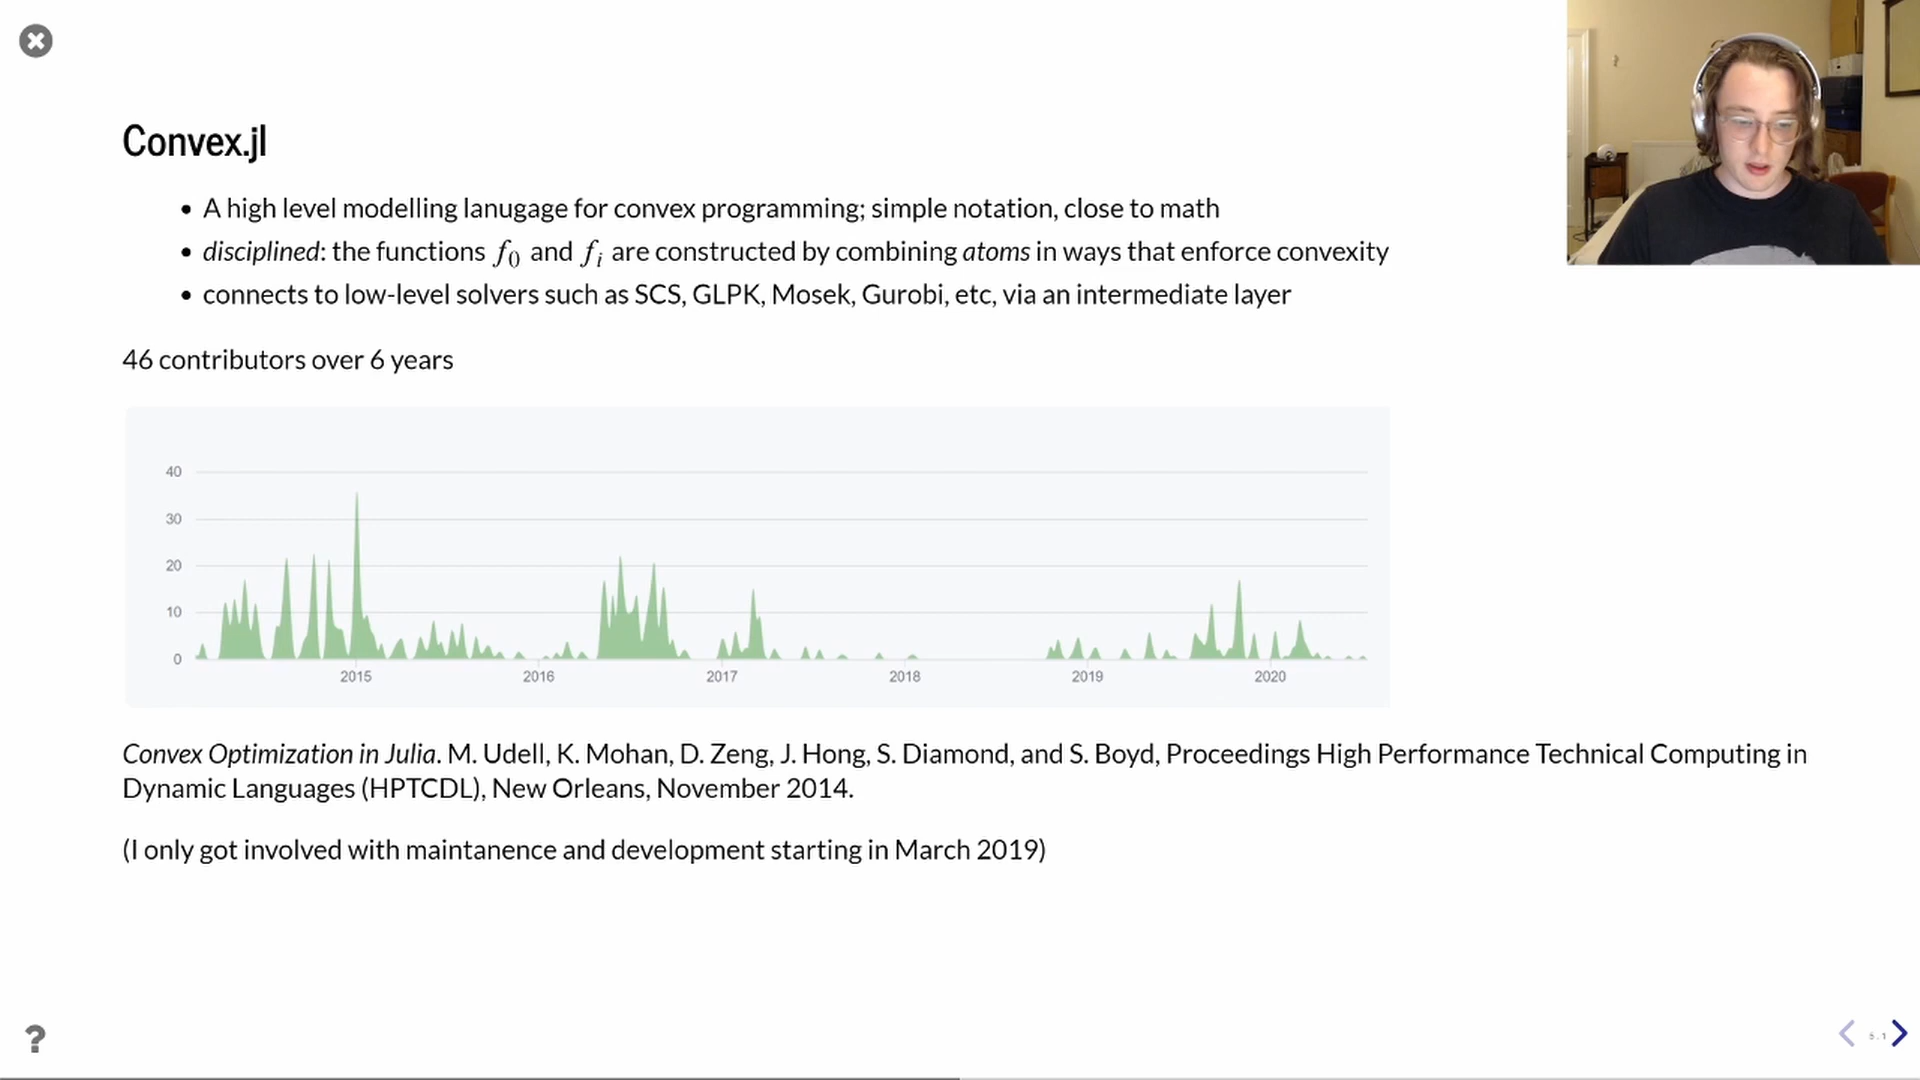 Convex.jl
• A high level modelling lanugage for convex programming; simple notation, close to math
• disciplined: the functions f0 and fi are constructed by combining atoms in ways that enforce convexity
• connects to low-level solvers such as SCS, GLPK, Mosek, Gurobi, etc, via an intermediate layer
46 contributors over 6 years
40
30
20
10
0
2015 2016 2017 2018 2019 2020
Convex Optimization in Julia. M. Udell, K. Mohan, D. Zeng, J. Hong, S. Diamond, and S. Boyd, Proceedings High Performance Technical Computing in
Dynamic Languages (HPTCDL), New Orleans, November 2014.
(I only got involved with maintanence and development starting in March 2019)
?